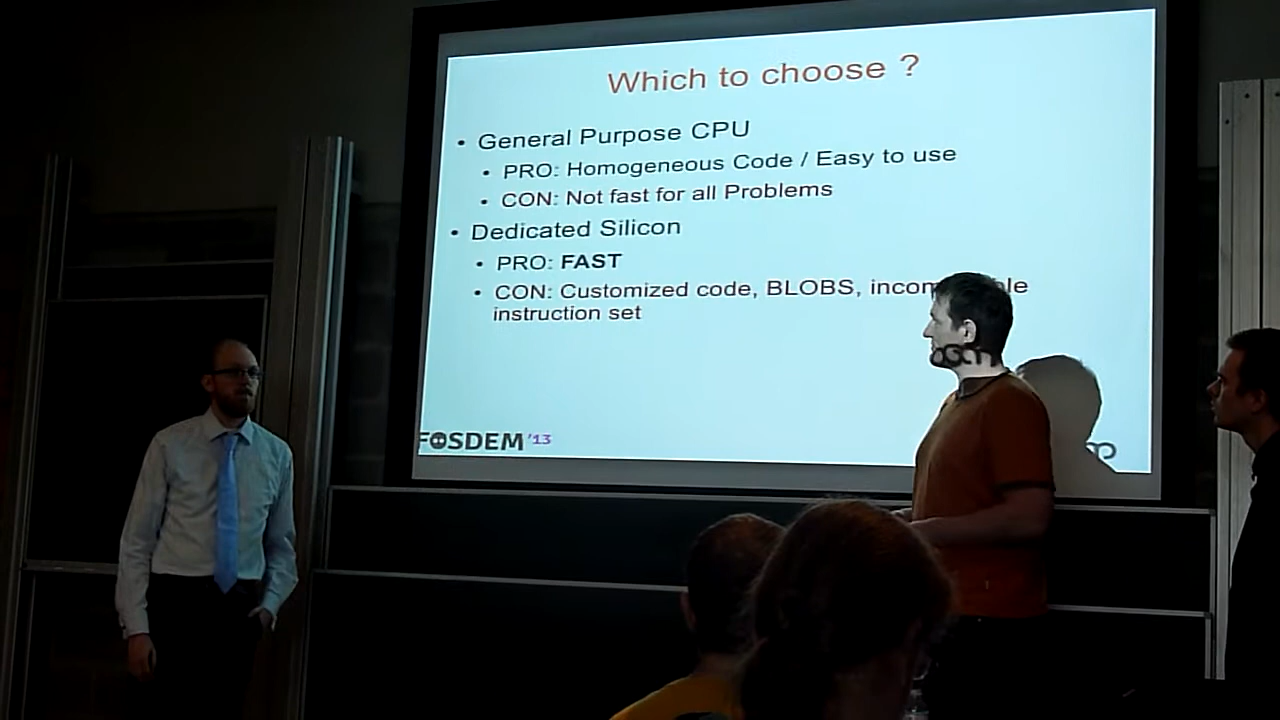 Which to choose ?
• General Purpose CPU
• PRO: Homogeneous Code / Easy to use
• CON: Not fast for all Problems
• Dedicated Silicon
• PRO: FAST
• CON: Customized code, BLOBS,
instruction set
FOSDEM '13